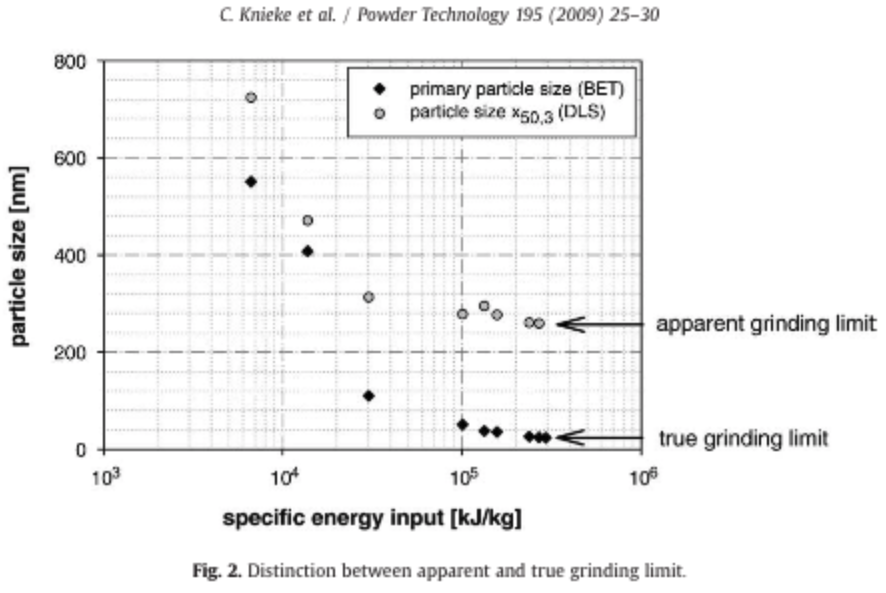 C. Knieke et al. / Powder Technology 195 (2009) 25–30
800
primary particle size (BET)
particle size x50,3 (DLS)
600
400
200
0
particle size [nm]
apparent grinding limit
true grinding limit
10³ 10⁴ 10⁵ 10⁶
specific energy input [kJ/kg]
Fig. 2. Distinction between apparent and true grinding limit.